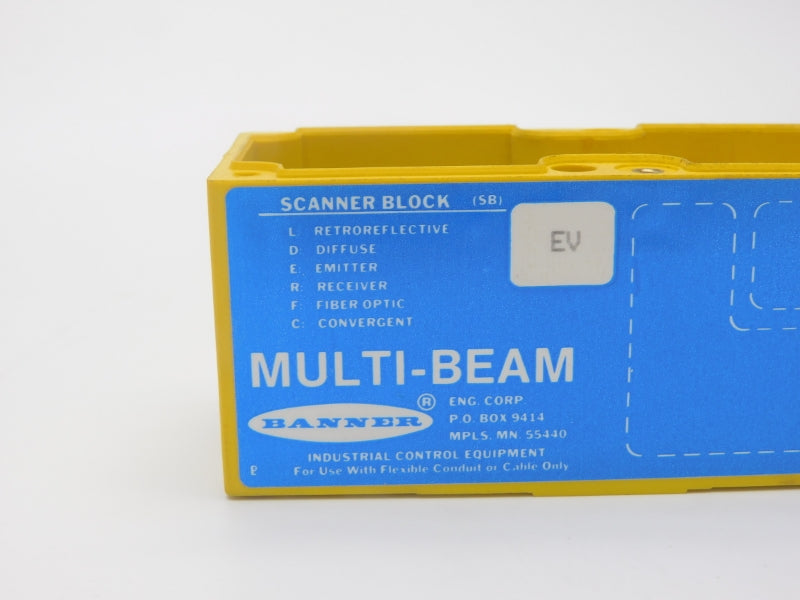 SCANNER BLOCK (SB)
L: RETROREFLECTIVE
D: DIFFUSE
E: EMITTER
R: RECEIVER
F: FIBER OPTIC
C: CONVERGENT
EV
MULTI-BEAM
BANNER ® ENG. CORP.
P.O. BOX 9414
MPLS. MN. 55440
INDUSTRIAL CONTROL EQUIPMENT
For Use With Flexible Conduit or Cable Only